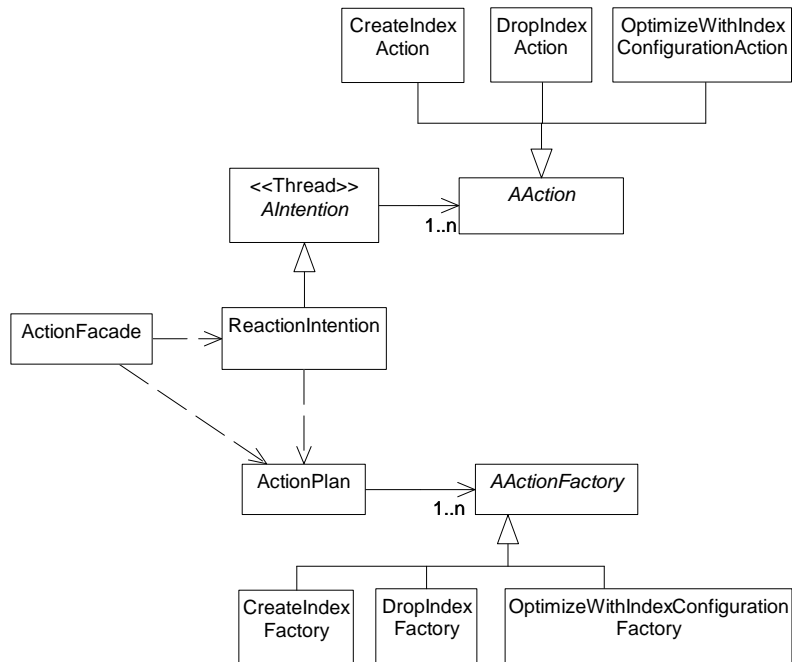 CreateIndex
Action
DropIndex
Action
OptimizeWithIndex
ConfigurationAction
<<Thread>>
AIntention
AAction
1..n
ActionFacade
ReactionIntention
ActionPlan
AActionFactory
1..n
CreateIndex
Factory
DropIndex
Factory
OptimizeWithIndexConfiguration
Factory